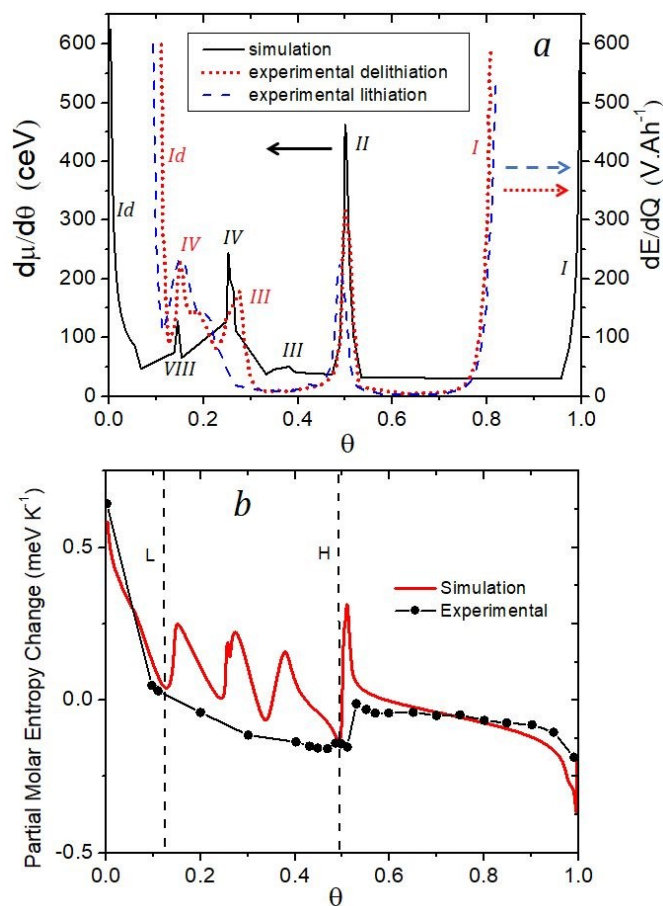 a
simulation
experimental delithiation
experimental lithiation
600
500
400
300
200
100
0
dμ/dθ (ceV)
Id
Id
IV
IV
VIII
III
III
II
I
I
600
500
400
300
200
100
0
dE/dQ (V.Ah⁻¹)
0.0 0.2 0.4 0.6 0.8 1.0
θ
b
L
H
Simulation
Experimental
0.5
0.0
-0.5
Partial Molar Entropy Change (meV K⁻¹)
0.0 0.2 0.4 0.6 0.8 1.0
θ